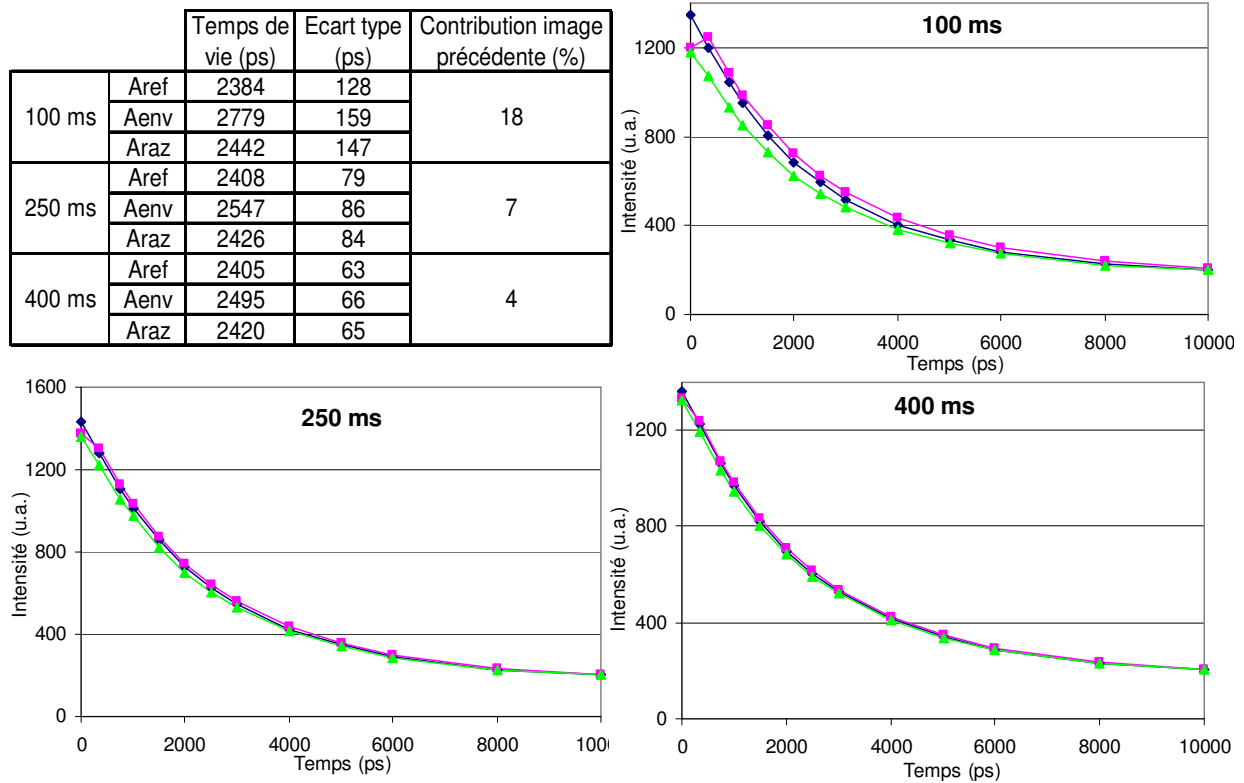 Temps de vie (ps) Ecart type (ps) Contribution image précédente (%)
100 ms Aref 2384 128 18
Aenv 2779 159
Araz 2442 147
250 ms Aref 2408 79 7
Aenv 2547 86
Araz 2426 84
400 ms Aref 2405 63 4
Aenv 2495 66
Araz 2420 65
100 ms
Intensité (u.a.)
1200
800
400
0
0 2000 4000 6000 8000 10000
Temps (ps)
250 ms
Intensité (u.a.)
1600
1200
800
400
0
0 2000 4000 6000 8000 1000
Temps (ps)
400 ms
Intensité (u.a.)
1200
800
400
0
0 2000 4000 6000 8000 10000
Temps (ps)